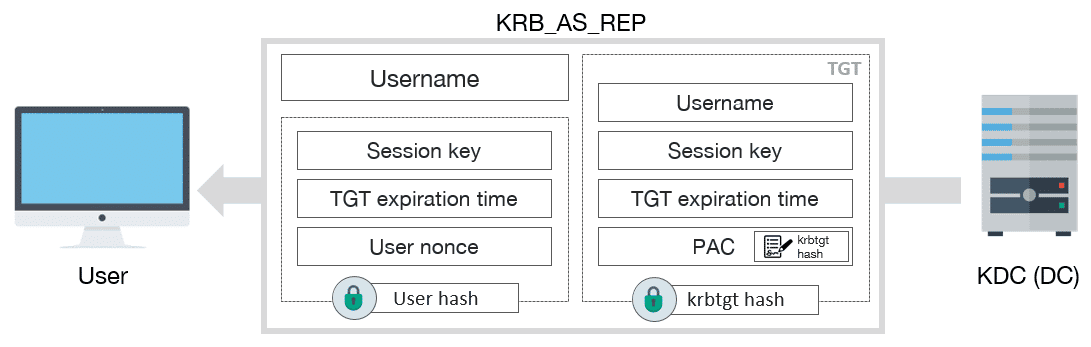 KRB_AS_REP
Username
Session key
TGT expiration time
User nonce
User hash
TGT
Username
Session key
TGT expiration time
PAC
krbtgt
hash
krbtgt hash
User
KDC (DC)